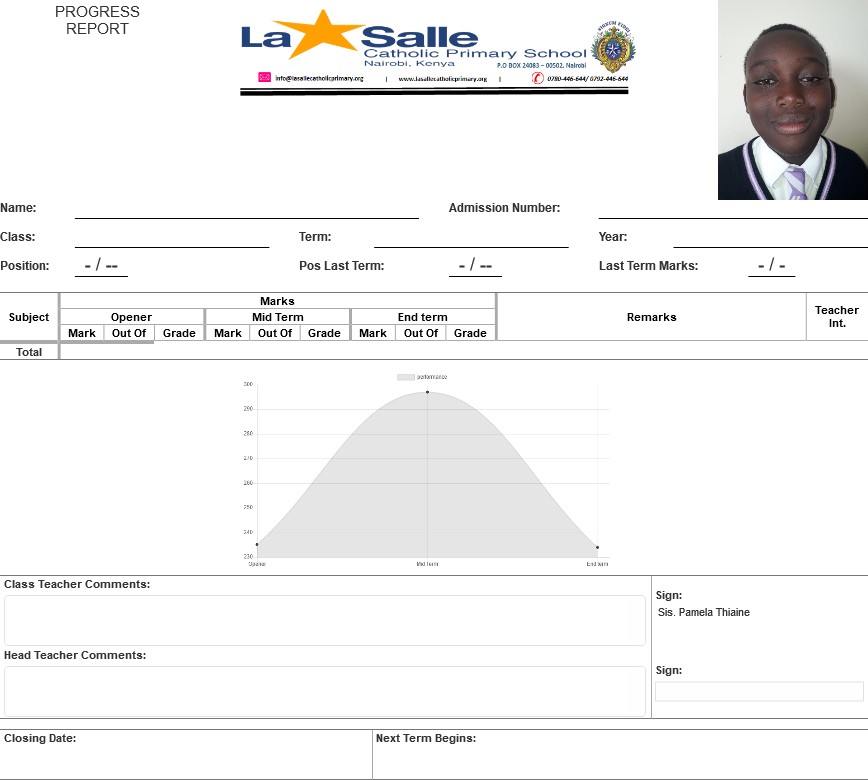 PROGRESS
REPORT
La Salle
Catholic Primary School
Nairobi, Kenya
P.O BOX 24083 – 00502, Nairobi
info@lasallecatholicprimary.org | www.lasallecatholicprimary.org | 0780-446-644/ 0792-446-644
Name: Admission Number:
Class: Term: Year:
Position: - / -- Pos Last Term: - / -- Last Term Marks: - / -
Subject Marks Remarks Teacher Int.
Opener Mid Term End term
Mark Out Of Grade Mark Out Of Grade Mark Out Of Grade
Total
performance
300
290
280
270
260
250
240
230
Opener Mid Term End term
Class Teacher Comments:
Sign:
Sis. Pamela Thiaine
Head Teacher Comments:
Sign:
Closing Date: Next Term Begins: